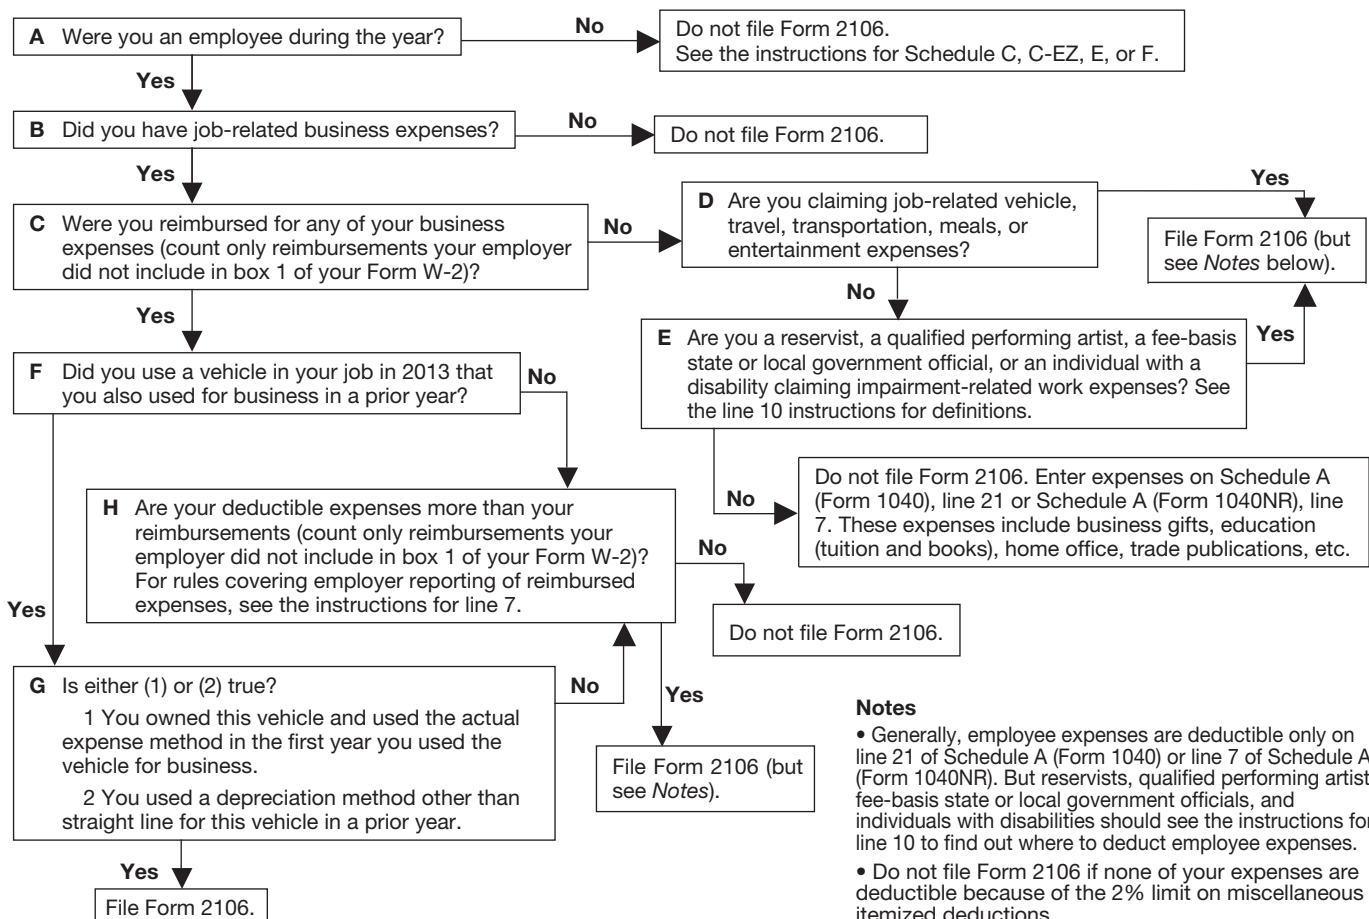 A Were you an employee during the year?
No
Do not file Form 2106.
See the instructions for Schedule C, C-EZ, E, or F.
Yes
B Did you have job-related business expenses?
No
Do not file Form 2106.
Yes
C Were you reimbursed for any of your business
expenses (count only reimbursements your employer
did not include in box 1 of your Form W-2)?
No
D Are you claiming job-related vehicle,
travel, transportation, meals, or
entertainment expenses?
Yes
File Form 2106 (but
see Notes below).
No
Yes
E Are you a reservist, a qualified performing artist, a fee-basis
state or local government official, or an individual with a
disability claiming impairment-related work expenses? See
the line 10 instructions for definitions.
Yes
F Did you use a vehicle in your job in 2013 that
you also used for business in a prior year?
No
No
Do not file Form 2106. Enter expenses on Schedule A
(Form 1040), line 21 or Schedule A (Form 1040NR), line
7. These expenses include business gifts, education
(tuition and books), home office, trade publications, etc.
H Are your deductible expenses more than your
reimbursements (count only reimbursements your
employer did not include in box 1 of your Form W-2)?
For rules covering employer reporting of reimbursed
expenses, see the instructions for line 7.
No
Do not file Form 2106.
Yes
G Is either (1) or (2) true?
1 You owned this vehicle and used the actual
expense method in the first year you used the
vehicle for business.
2 You used a depreciation method other than
straight line for this vehicle in a prior year.
No
Yes
File Form 2106 (but
see Notes).
Yes
File Form 2106.
Notes
• Generally, employee expenses are deductible only on
line 21 of Schedule A (Form 1040) or line 7 of Schedule A
(Form 1040NR). But reservists, qualified performing artist
fee-basis state or local government officials, and
individuals with disabilities should see the instructions for
line 10 to find out where to deduct employee expenses.
• Do not file Form 2106 if none of your expenses are
deductible because of the 2% limit on miscellaneous
itemized deductions